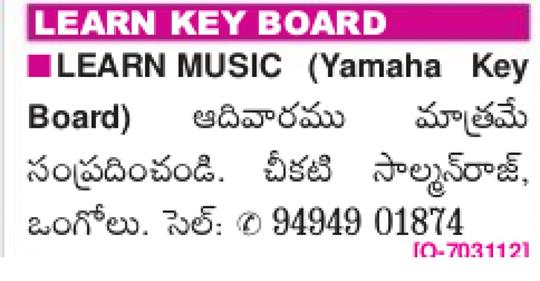 LEARN KEY BOARD
LEARN MUSIC (Yamaha Key
Board) ఆదివారము మాత్రమే
సంప్రదించండి. చీకటి సాల్మన్‌రాజ్,
ఒంగోలు. సెల్: ✆ 94949 01874
[O-703112]